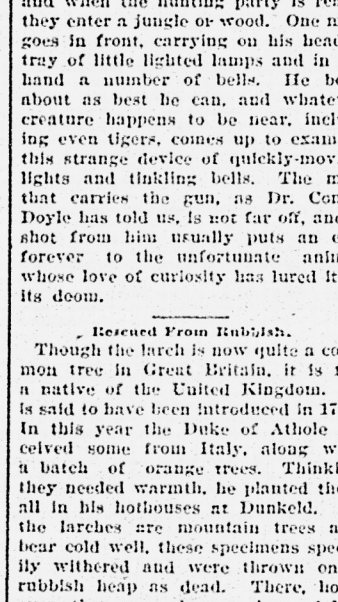 and when the hunting party is
they enter a jungle or wood. One
goes in front, carrying on his head
tray of little lighted lamps and in
hand a number of bells. He
about as best he can, and whate
creature happens to be near, incl
ing even tigers, comes up to exam
this strange device of quickly-mov
lights and tinkling bells. The
that carries the gun, as Dr. Con
Doyle has told us, is not far off, an
shot from him usually puts an
forever to the unfortunate ani
whose love of curiosity has lured it
its doom.
Rescued From Rubbish.
Though the larch is now quite a co
mon tree in Great Britain, it is
a native of the United Kingdom.
is said to have been introduced in 17
In this year the Duke of Athole
ceived some from Italy, along w
a batch of orange trees. Think
they needed warmth, he planted th
all in his hothouses at Dunkeld.
the larches are mountain trees a
bear cold well, these specimens spe
ily withered and were thrown on
rubbish heap as dead. There, ho